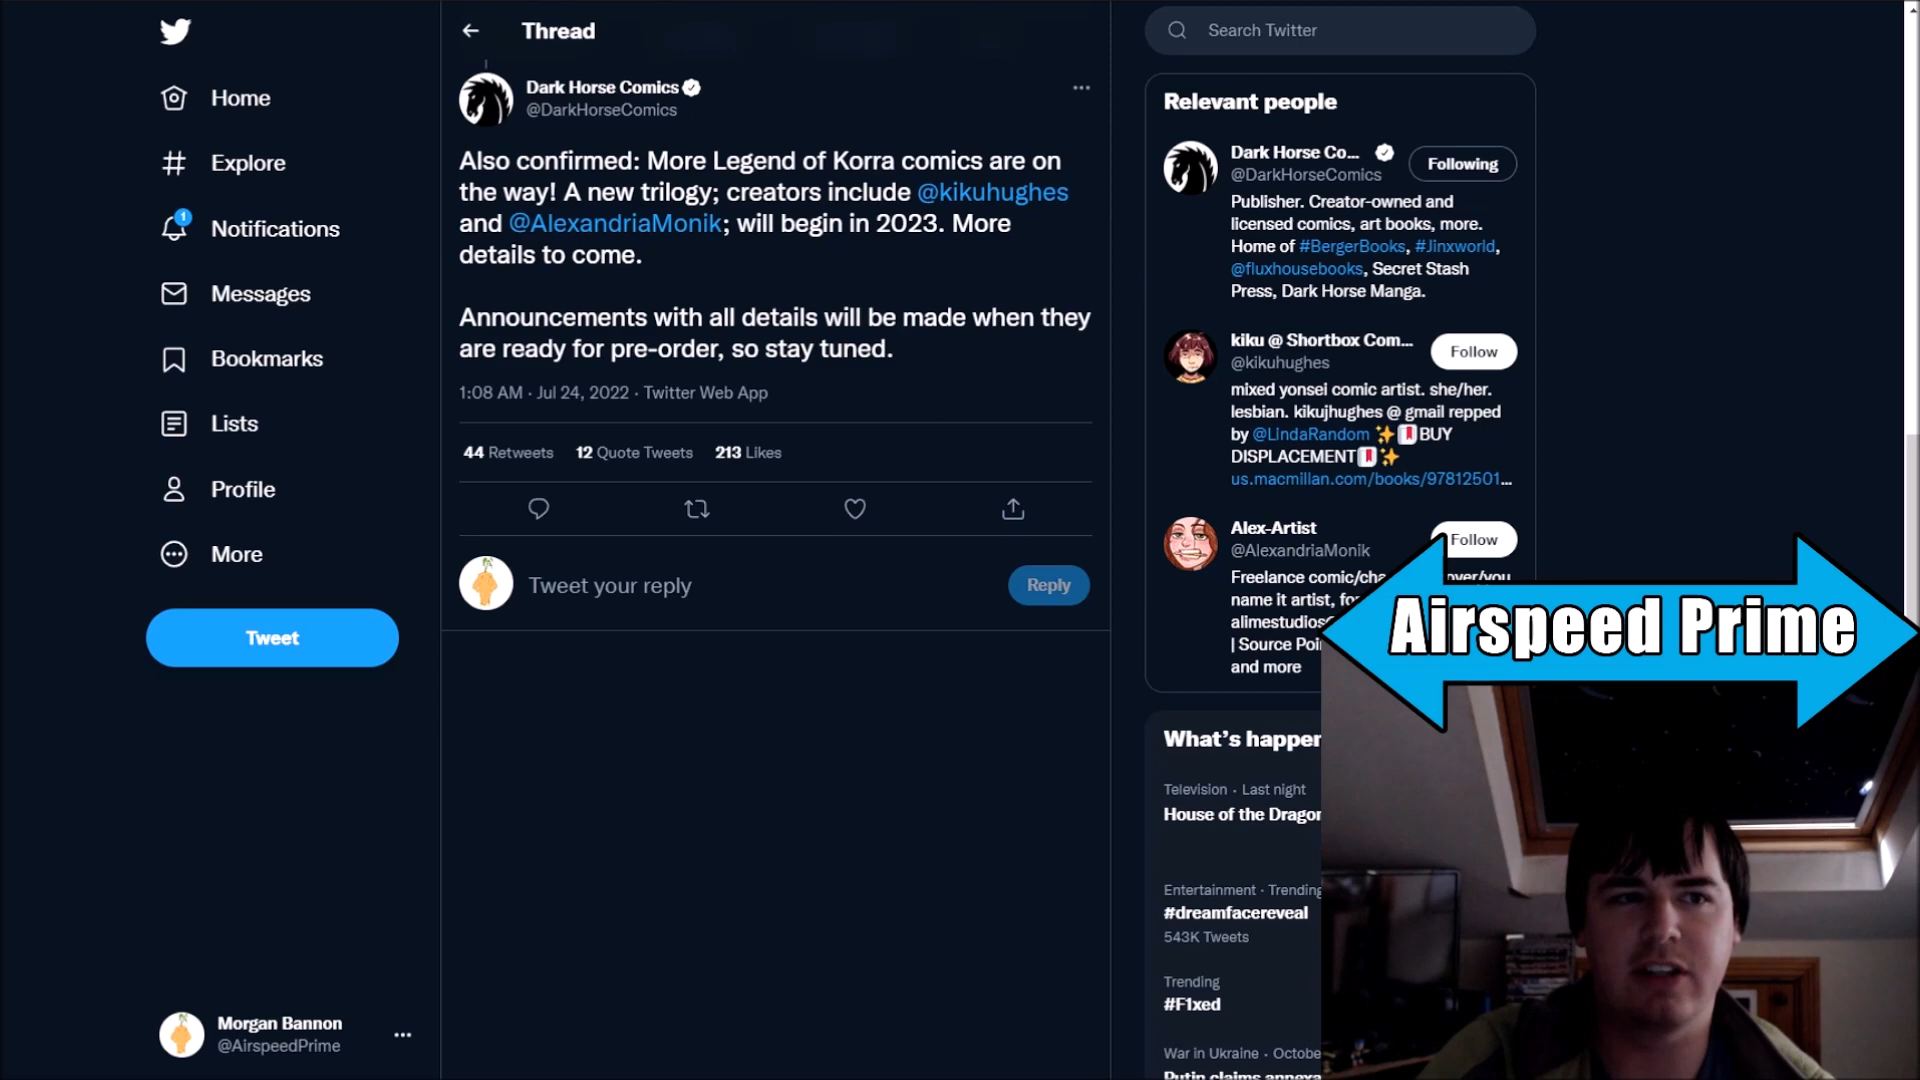 Home
Explore
1
Notifications
Messages
Bookmarks
Lists
Profile
More
Tweet
Morgan Bannon
@AirspeedPrime
Thread
Dark Horse Comics
@DarkHorseComics
Also confirmed: More Legend of Korra comics are on
the way! A new trilogy; creators include @kikuhughes
and @AlexandriaMonik; will begin in 2023. More
details to come.
Announcements with all details will be made when they
are ready for pre-order, so stay tuned.
1:08 AM · Jul 24, 2022 · Twitter Web App
44 Retweets 12 Quote Tweets 213 Likes
Tweet your reply
Reply
Search Twitter
Relevant people
Dark Horse Co...
@DarkHorseComics
Following
Publisher. Creator-owned and
licensed comics, art books, more.
Home of #BergerBooks, #Jinxworld,
@fluxhousebooks, Secret Stash
Press, Dark Horse Manga.
kiku @ Shortbox Com...
@kikuhughes
Follow
mixed yonsei comic artist. she/her.
lesbian. kikujhughes @ gmail repped
by @LindaRandom ✨ BUY
DISPLACEMENT ✨
us.macmillan.com/books/97812501...
Alex-Artist
@AlexandriaMonik
Follow
Freelance comic/cha over/you
name it artist, fo
alimestudios
| Source Poi
and more
Airspeed Prime
What's happer
Television · Last night
House of the Dragon
Entertainment · Trending
#dreamfacereveal
543K Tweets
Trending
#F1xed
War in Ukraine · Octobe
Putin claims annexa